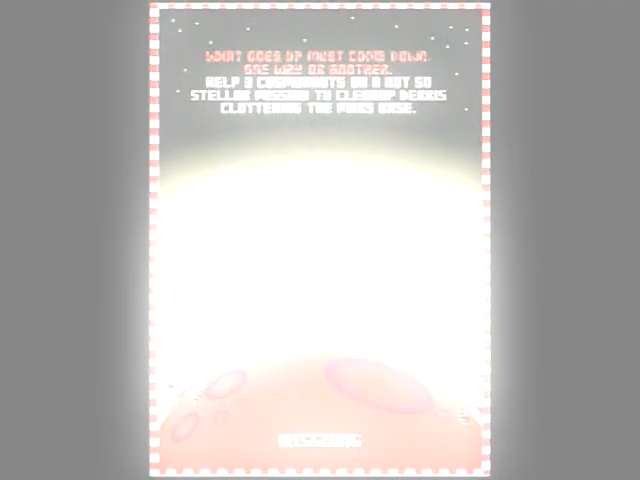 WHAT GOES UP MUST COME DOWN.
ONE WAY OR ANOTHER.
HELP 3 COSMONAUTS ON A NOT SO
STELLAR MISSION TO CLEANUP DEBRIS
CLUTTERING THE MARS BASE.